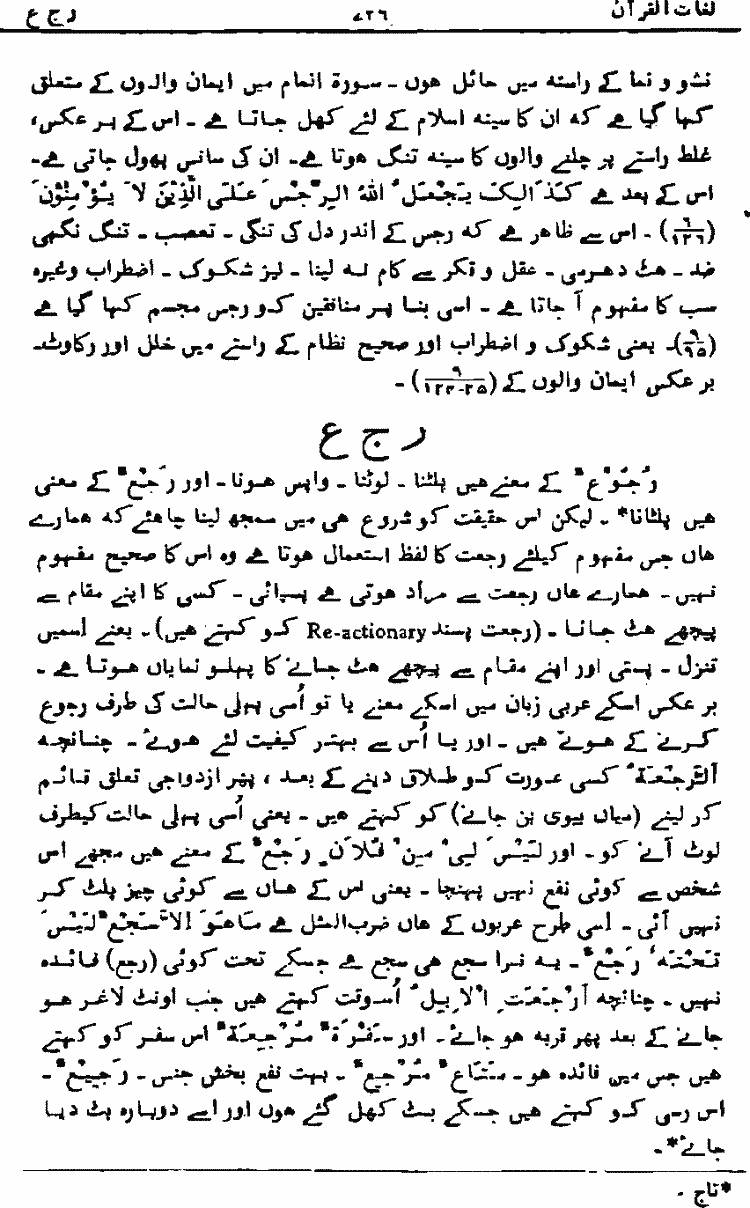 لغات القرآن ۷۲۶ ر ج ع
نشو و نما کے راستہ میں حائل ہوں ۔ سورۃ انعام میں ایمان والوں کے متعلق
کہا گیا ہے کہ ان کا سینہ اسلام کے لئے کھل جاتا ہے ۔ اس کے برعکس،
غلط راستے پر چلنے والوں کا سینہ تنگ ہوتا ہے۔ ان کی سانس پھول جاتی ہے۔
اس کے بعد ہے کَذَالِکَ یَجْعَلُ اللہُ الرِّجْسَ عَلَی الَّذِیْنَ لَا یُؤْمِنُوْنَ
(۶/۱۲۶) ۔ اس سے ظاہر ہے کہ رجس کے اندر دل کی تنگی ۔ تعصب ۔ تنگ نگہی
ضد ۔ ہٹ دھرمی ۔ عقل و فکر سے کام نہ لینا ۔ نیز شکوک ۔ اضطراب وغیرہ
سب کا مفہوم آ جاتا ہے ۔ اسی بنا پر منافقین کو رجس مجسم کہا گیا ہے
(۹/۹۵)۔ یعنی شکوک و اضطراب اور صحیح نظام کے راستے میں خلل اور رکاوٹ۔
بر عکس ایمان والوں کے (۹/۱۲۴-۲۵) ۔
ر ج ع
رُجُوْعٌ کے معنے ہیں پلٹنا ۔ لوٹنا ۔ واپس ہونا ۔ اور رَجْعٌ کے معنی
ہیں پلٹانا* ۔ لیکن اس حقیقت کو شروع ہی میں سمجھ لینا چاہئے کہ ہمارے
ہاں جس مفہوم کیلئے رجعت کا لفظ استعمال ہوتا ہے وہ اس کا صحیح مفہوم
نہیں ۔ ہمارے ہاں رجعت سے مراد ہوتی ہے پسپائی ۔ کسی کا اپنے مقام سے
پیچھے ہٹ جانا ۔ (رجعت پسند Re-actionary کو کہتے ہیں) ۔ یعنے اسمیں
تنزل ۔ پستی اور اپنے مقام سے پیچھے ہٹ جانے کا پہلو نمایاں ہوتا ہے ۔
بر عکس اسکے عربی زبان میں اسکے معنے یا تو اُسی پہلی حالت کی طرف رجوع
کرنے کے ہوتے ہیں ۔ اور یا اُس سے بہتر کیفیت لئے ہوئے ۔ چنانچہ
اَلرَّجْعَۃُ کسی عورت کو طلاق دینے کے بعد ، پھر ازدواجی تعلق قائم
کر لینے (میاں بیوی بن جانے) کو کہتے ہیں ۔ یعنی اُسی پہلی حالت کیطرف
لوٹ آنے کو ۔ اور لَیْسَ لِیْ مِنْ فُلَانٍ رَجْعٌ کے معنے ہیں مجھے اس
شخص سے کوئی نفع نہیں پہنچا ۔ یعنی اس کے ہاں سے کوئی چیز پلٹ کر
نہیں آئی ۔ اسی طرح عربوں کے ہاں ضرب المثل ہے مَا ھُوَ اِلَّا سَجْعٌ لَیْسَ
تَحْتَہٗ رَجْعٌ ۔ یہ نرا سجع ہی سجع ہے جسکے تحت کوئی (رجع) فائدہ
نہیں ۔ چنانچہ اَرْجَعَتِ الْاِبِلُ اُسوقت کہتے ہیں جب اونٹ لاغر ہو
جانے کے بعد پھر فربہ ہو جائے ۔ اور سَفْرَۃٌ مُرْجِعَۃٌ اس سفر کو کہتے
ہیں جس میں فائدہ ہو ۔ مَتَاعٌ مُرْجِعٌ ۔ بہت نفع بخش جنس ۔ رَجِیْعٌ ۔
اس رسی کو کہتے ہیں جسکے بٹ کھل گئے ہوں اور اسے دوبارہ بٹ دیا
جائے* ۔
*تاج ۔